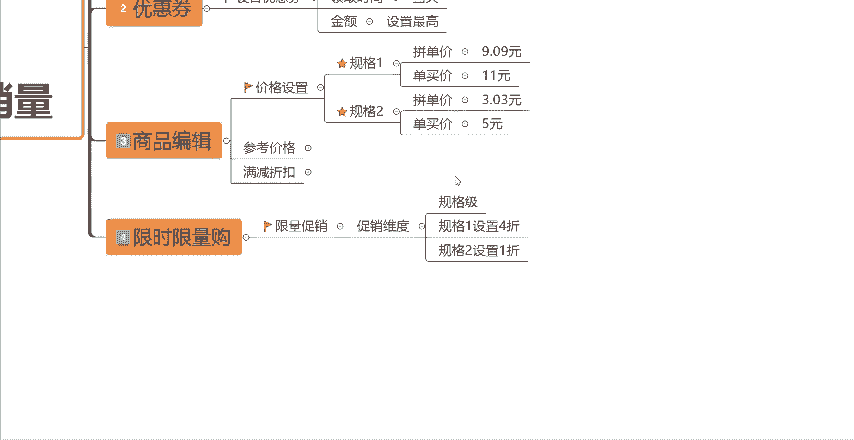 2 优惠券
金额 设置最高
销量
3 商品编辑
价格设置
规格1
拼单价 9.09元
单买价 11元
规格2
拼单价 3.03元
单买价 5元
参考价格
满减折扣
限时限量购
限量促销
促销维度
规格级
规格1设置4折
规格2设置1折